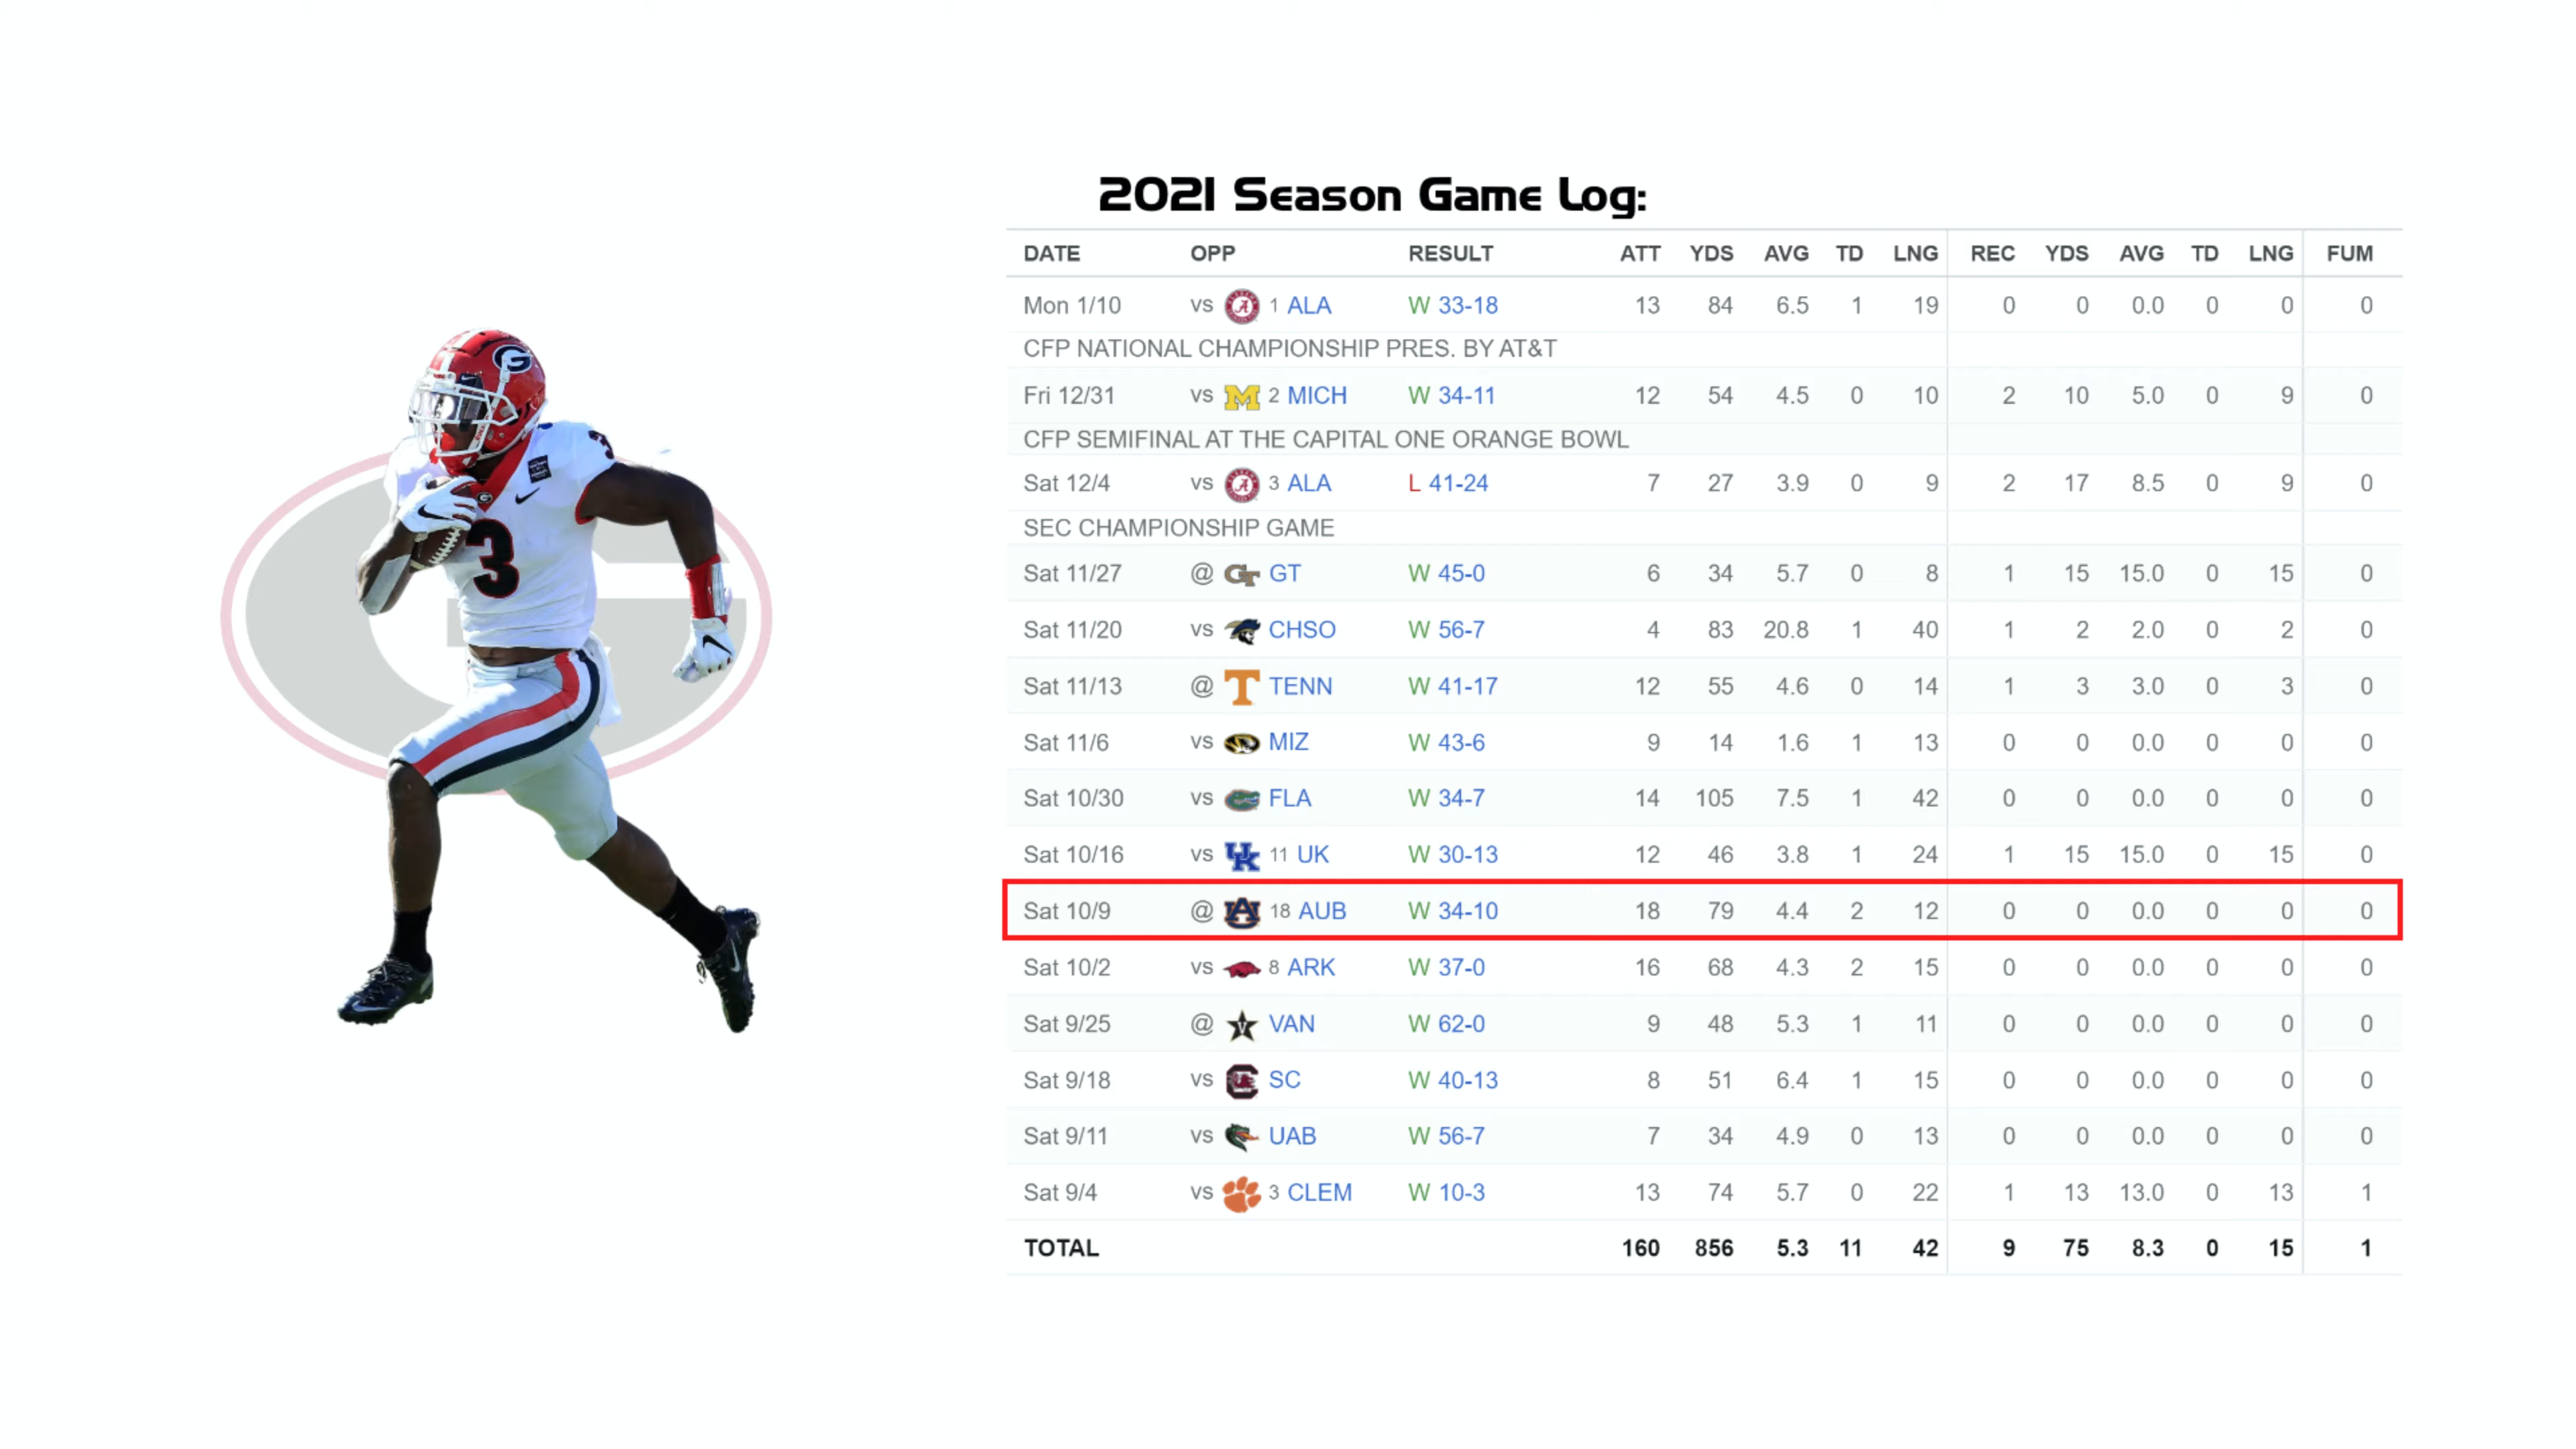 2021 Season Game Log:
DATE OPP RESULT ATT YDS AVG TD LNG REC YDS AVG TD LNG FUM
Mon 1/10 vs A 1 ALA W 33-18 13 84 6.5 1 19 0 0 0.0 0 0 0
CFP NATIONAL CHAMPIONSHIP PRES. BY AT&T
Fri 12/31 vs M 2 MICH W 34-11 12 54 4.5 0 10 2 10 5.0 0 9 0
CFP SEMIFINAL AT THE CAPITAL ONE ORANGE BOWL
Sat 12/4 vs A 3 ALA L 41-24 7 27 3.9 0 9 2 17 8.5 0 9 0
SEC CHAMPIONSHIP GAME
Sat 11/27 @ GT GT W 45-0 6 34 5.7 0 8 1 15 15.0 0 15 0
Sat 11/20 vs CHSO W 56-7 4 83 20.8 1 40 1 2 2.0 0 2 0
Sat 11/13 @ T TENN W 41-17 12 55 4.6 0 14 1 3 3.0 0 3 0
Sat 11/6 vs MIZ W 43-6 9 14 1.6 1 13 0 0 0.0 0 0 0
Sat 10/30 vs FLA W 34-7 14 105 7.5 1 42 0 0 0.0 0 0 0
Sat 10/16 vs UK 11 UK W 30-13 12 46 3.8 1 24 1 15 15.0 0 15 0
Sat 10/9 @ AU 18 AUB W 34-10 18 79 4.4 2 12 0 0 0.0 0 0 0
Sat 10/2 vs 8 ARK W 37-0 16 68 4.3 2 15 0 0 0.0 0 0 0
Sat 9/25 @ V VAN W 62-0 9 48 5.3 1 11 0 0 0.0 0 0 0
Sat 9/18 vs C SC W 40-13 8 51 6.4 1 15 0 0 0.0 0 0 0
Sat 9/11 vs UAB W 56-7 7 34 4.9 0 13 0 0 0.0 0 0 0
Sat 9/4 vs 3 CLEM W 10-3 13 74 5.7 0 22 1 13 13.0 0 13 1
TOTAL 160 856 5.3 11 42 9 75 8.3 0 15 1
G
3
3
G